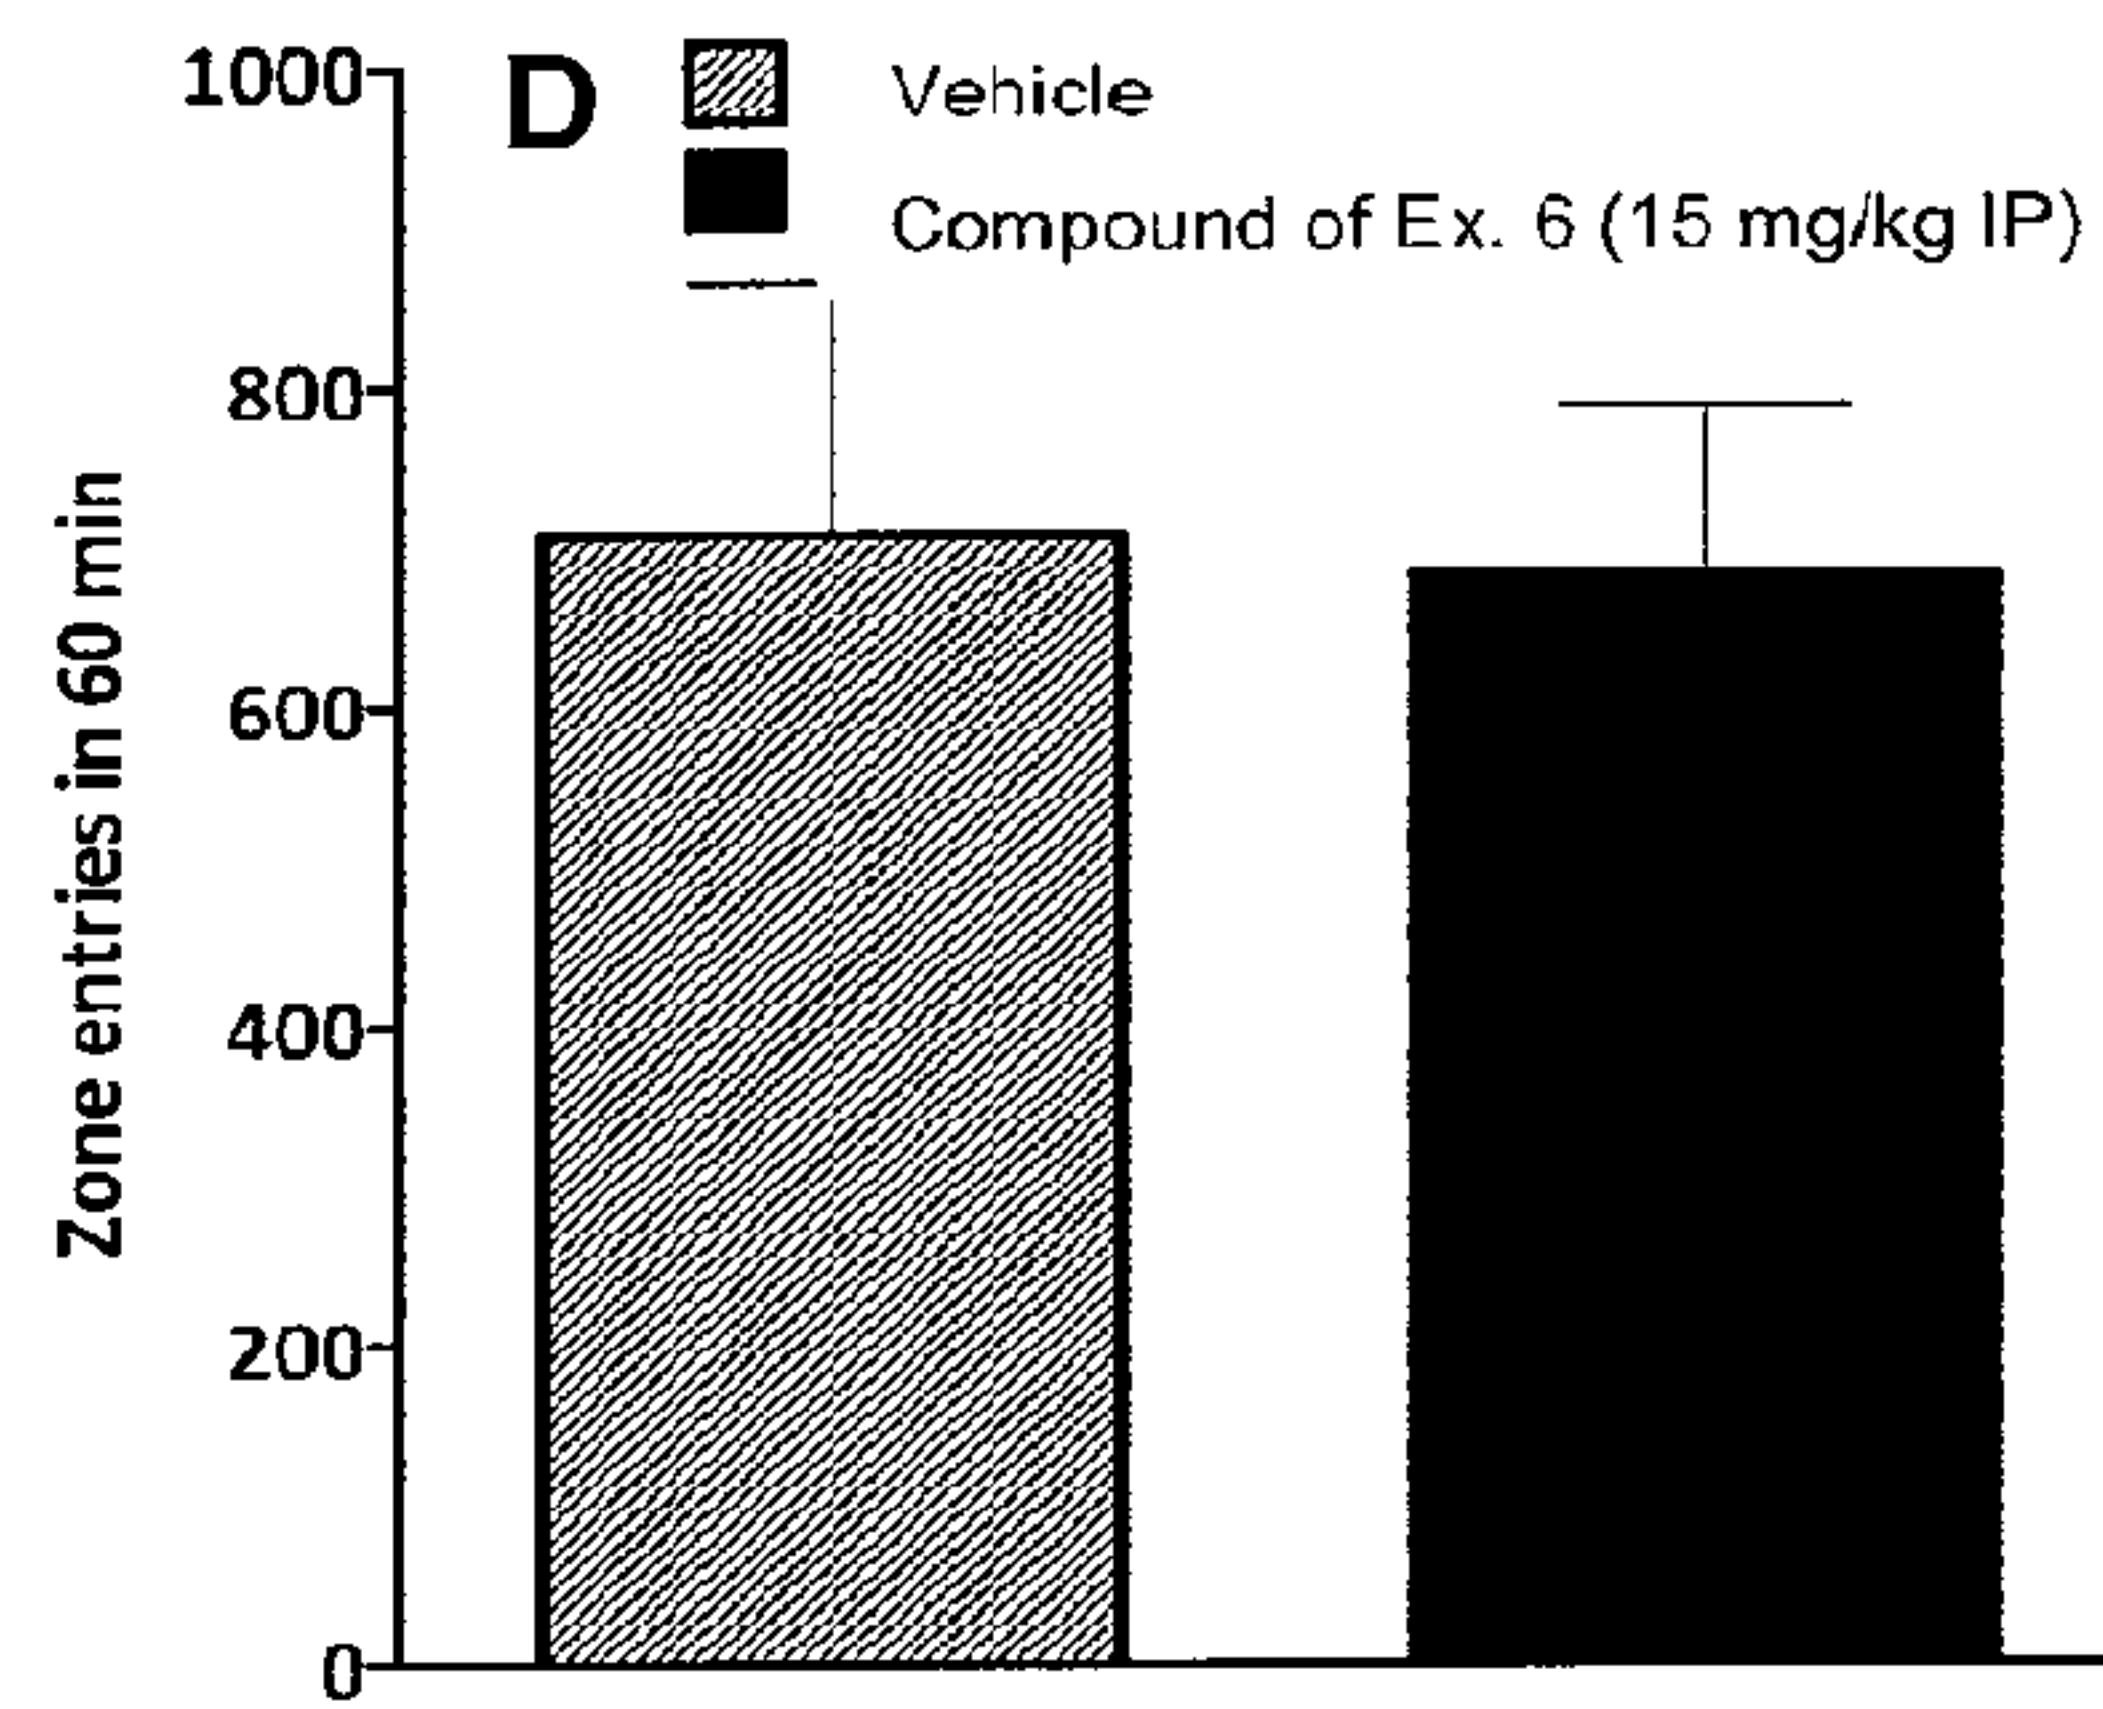 D
Vehicle
Compound of Ex. 6 (15 mg/kg IP)
Zone entries in 60 min
1000
800
600
400
200
0